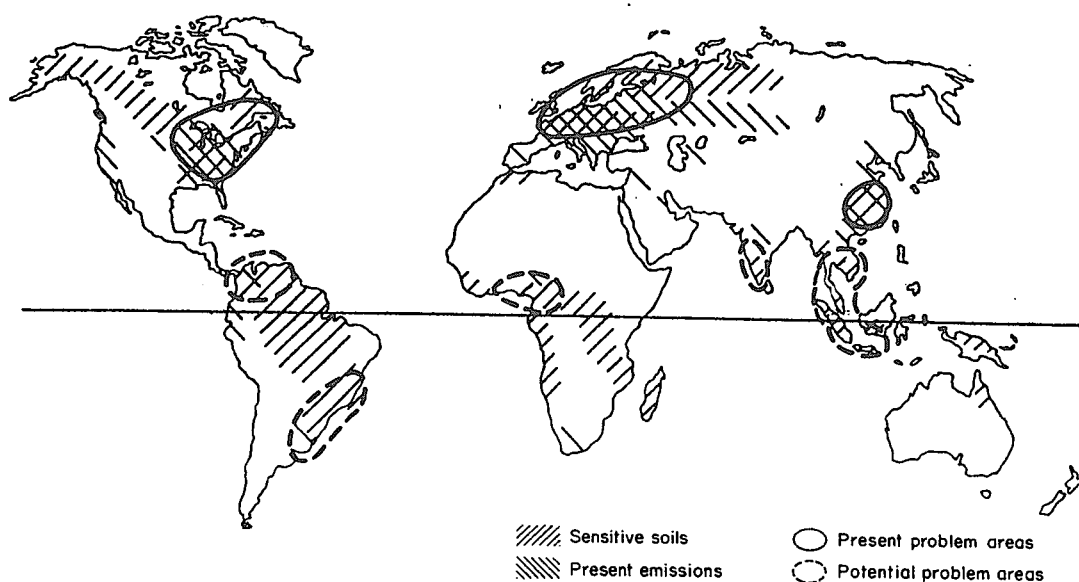 Sensitive soils
Present problem areas
Present emissions
Potential problem areas